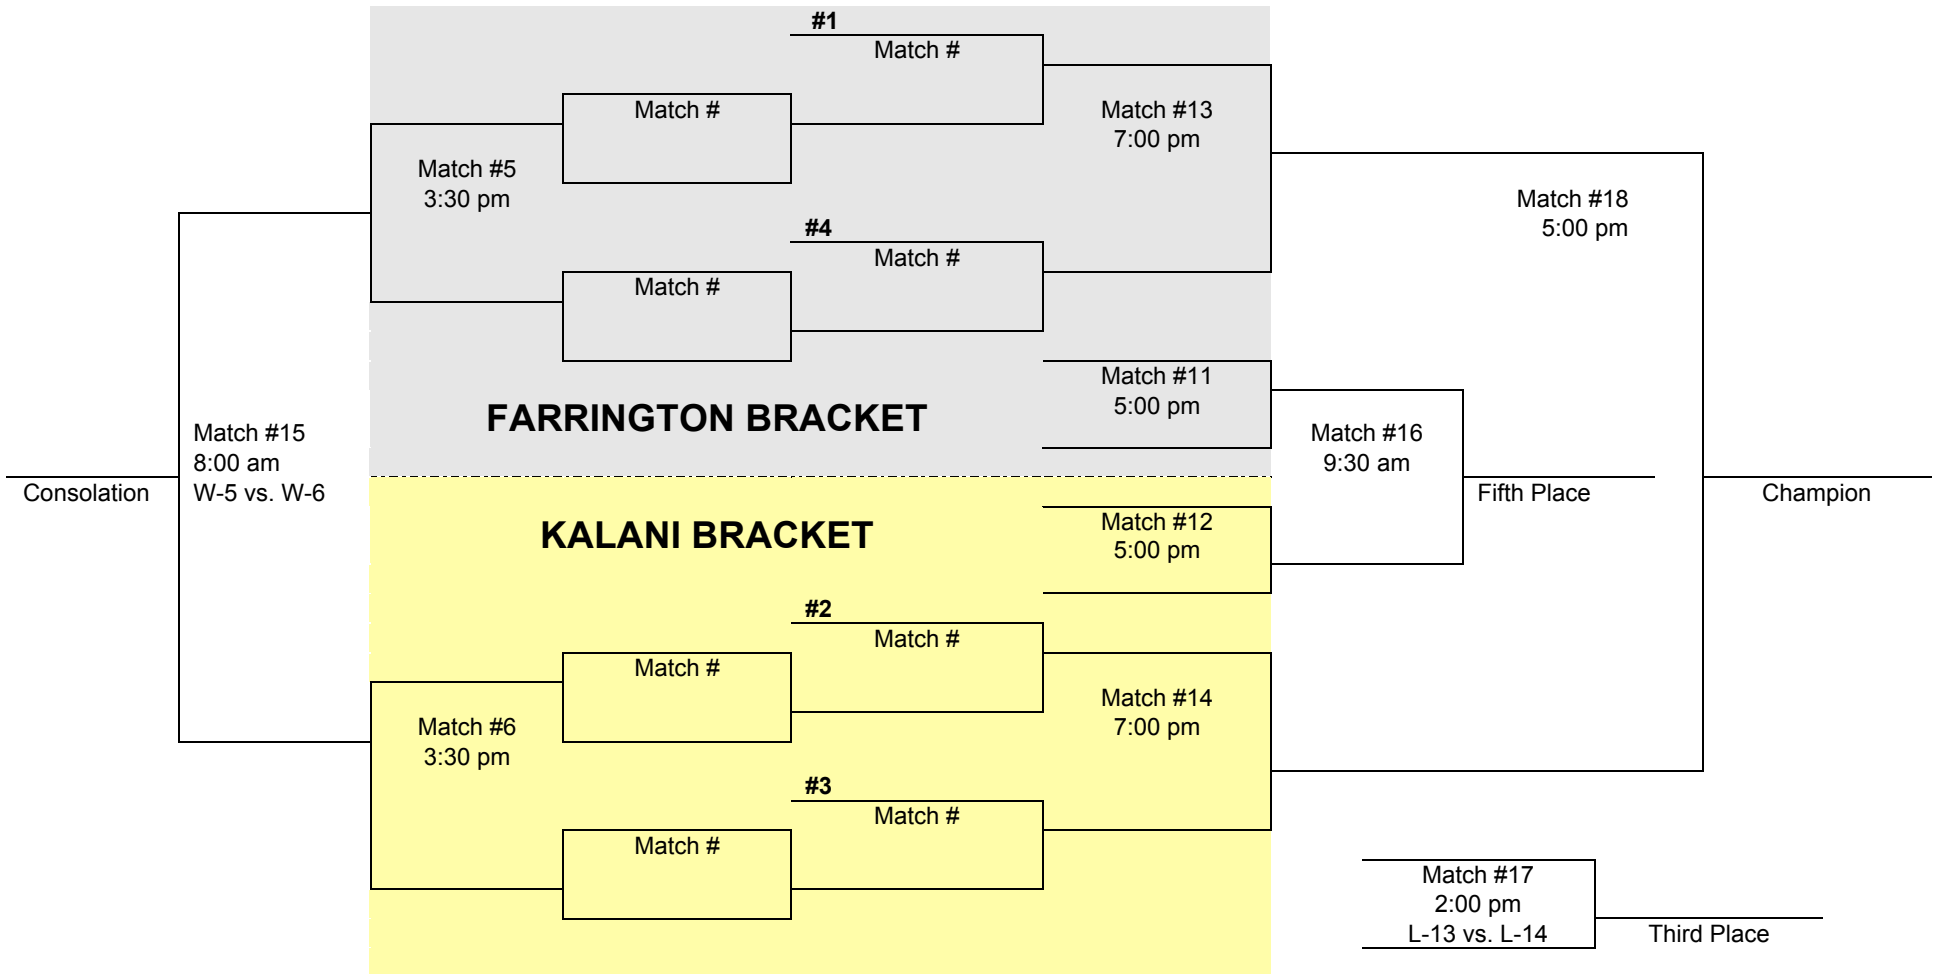 #1
Match #
Match #
Match #13
7:00 pm
Match #5
3:30 pm
Match #18
5:00 pm
#4
Match #
Match #
Match #11
5:00 pm
FARRINGTON BRACKET
Match #15
8:00 am
W-5 vs. W-6
Match #16
9:30 am
Consolation
Fifth Place
Champion
KALANI BRACKET
Match #12
5:00 pm
#2
Match #
Match #
Match #14
7:00 pm
Match #6
3:30 pm
#3
Match #
Match #
Match #17
2:00 pm
L-13 vs. L-14
Third Place